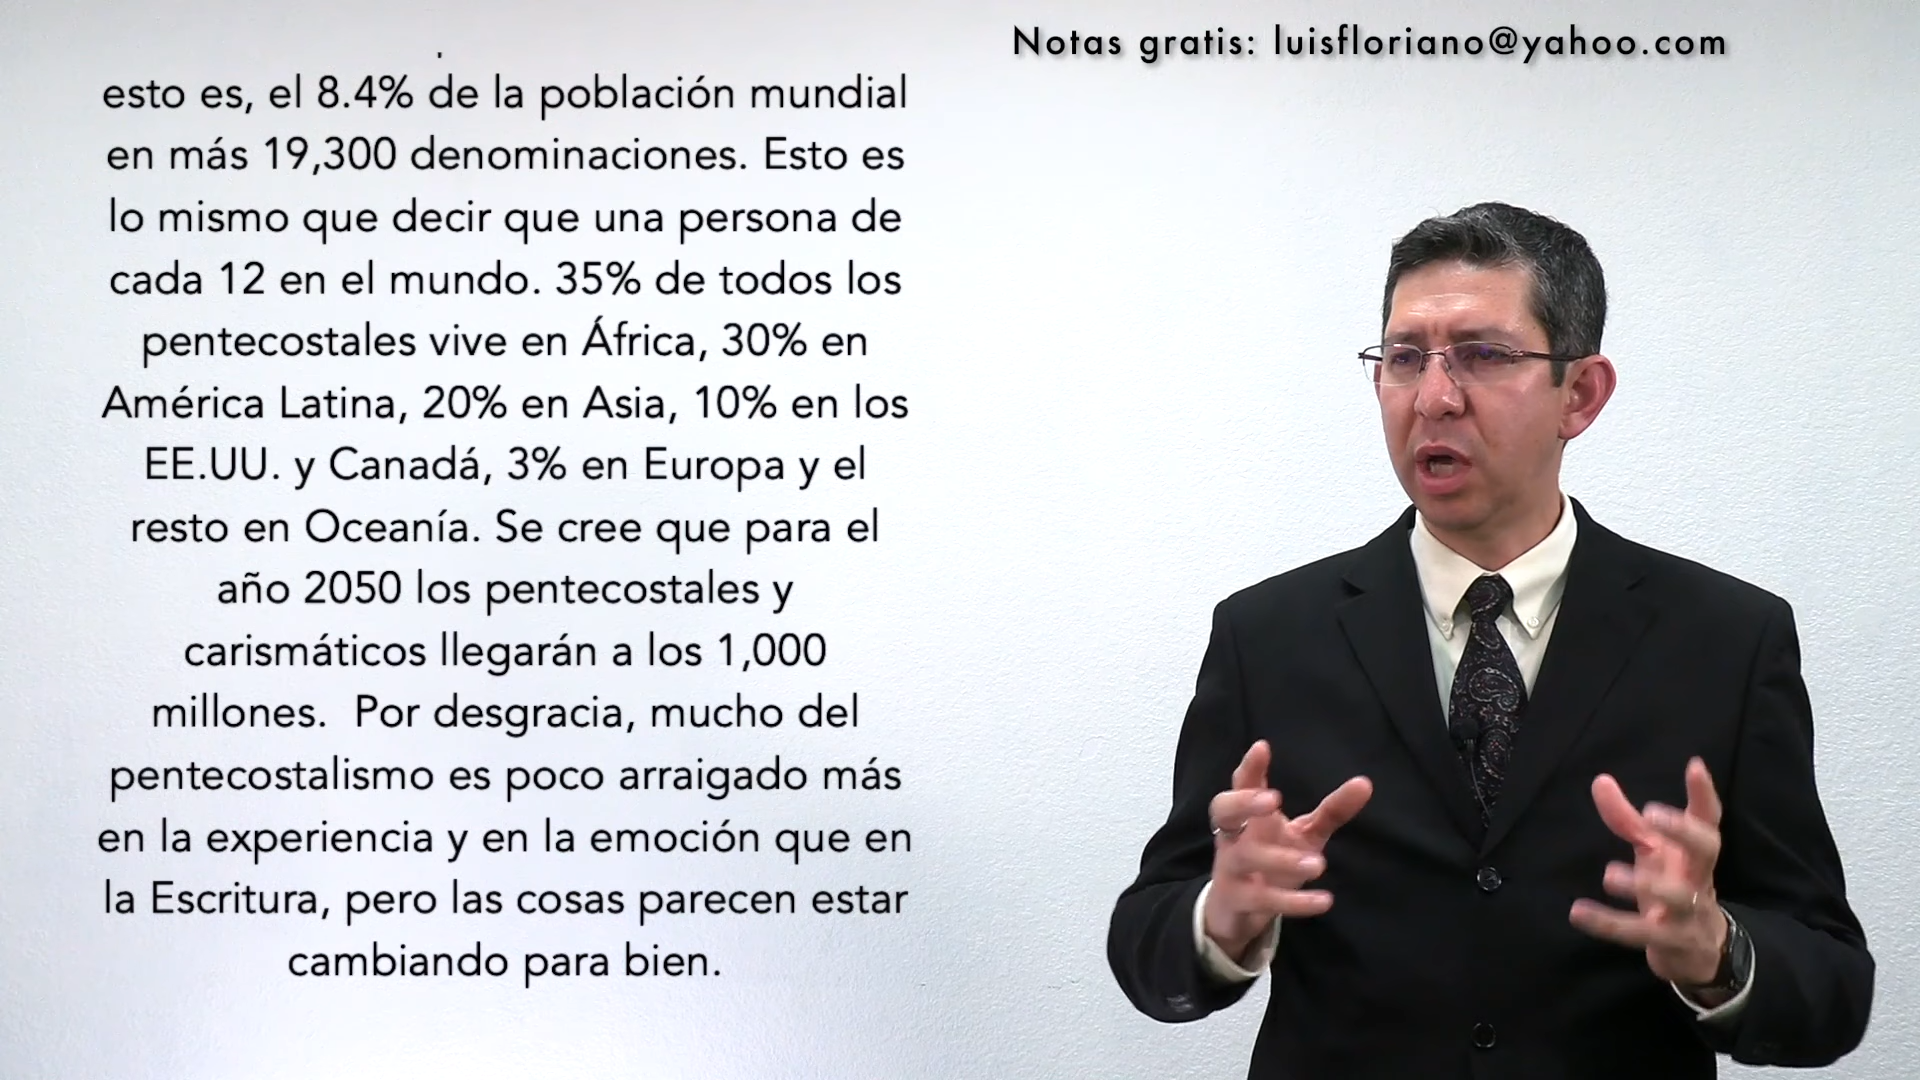 Notas gratis: luisfloriano@yahoo.com
esto es, el 8.4% de la población mundial
en más 19,300 denominaciones. Esto es
lo mismo que decir que una persona de
cada 12 en el mundo. 35% de todos los
pentecostales vive en África, 30% en
América Latina, 20% en Asia, 10% en los
EE.UU. y Canadá, 3% en Europa y el
resto en Oceanía. Se cree que para el
año 2050 los pentecostales y
carismáticos llegarán a los 1,000
millones. Por desgracia, mucho del
pentecostalismo es poco arraigado más
en la experiencia y en la emoción que en
la Escritura, pero las cosas parecen estar
cambiando para bien.